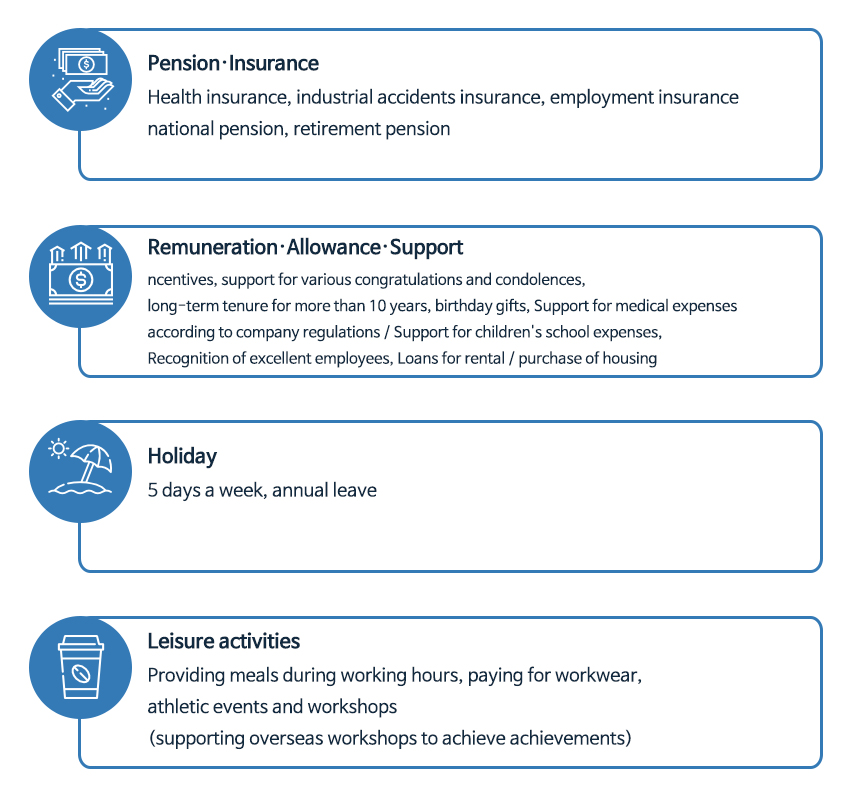 Pension·Insurance
Health insurance, industrial accidents insurance, employment insurance
national pension, retirement pension
Remuneration·Allowance·Support
ncentives, support for various congratulations and condolences,
long-term tenure for more than 10 years, birthday gifts, Support for medical expenses
according to company regulations / Support for children's school expenses,
Recognition of excellent employees, Loans for rental / purchase of housing
Holiday
5 days a week, annual leave
Leisure activities
Providing meals during working hours, paying for workwear,
athletic events and workshops
(supporting overseas workshops to achieve achievements)